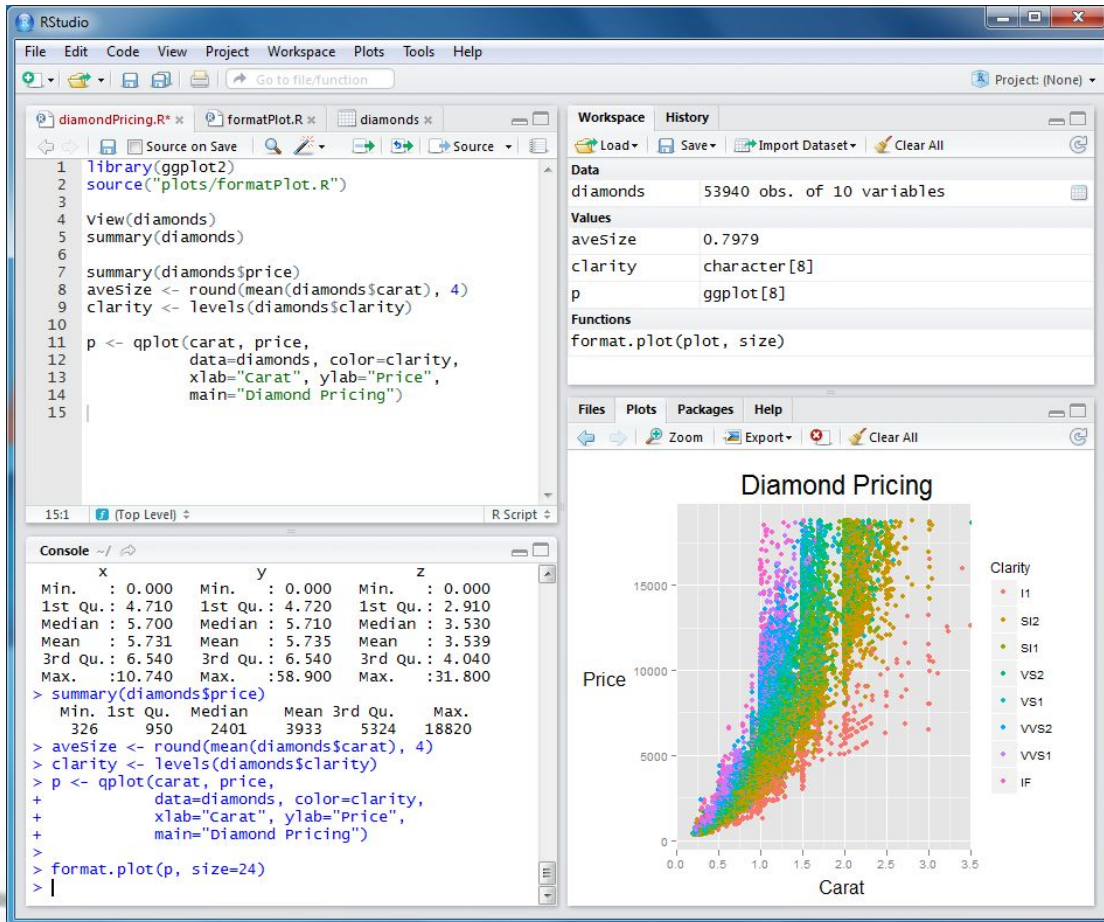 RStudio
File Edit Code View Project Workspace Plots Tools Help
Go to file/function
Project: (None)
diamondPricing.R* formatPlot.R diamonds
Source on Save Source
1 library(ggplot2)
2 source("plots/formatPlot.R")
3
4 View(diamonds)
5 summary(diamonds)
6
7 summary(diamonds$price)
8 aveSize <- round(mean(diamonds$carat), 4)
9 clarity <- levels(diamonds$clarity)
10
11 p <- qplot(carat, price,
12 data=diamonds, color=clarity,
13 xlab="Carat", ylab="Price",
14 main="Diamond Pricing")
15
15:1 (Top Level) R Script
Console ~/
x y z
Min. : 0.000 Min. : 0.000 Min. : 0.000
1st Qu.: 4.710 1st Qu.: 4.720 1st Qu.: 2.910
Median : 5.700 Median : 5.710 Median : 3.530
Mean : 5.731 Mean : 5.735 Mean : 3.539
3rd Qu.: 6.540 3rd Qu.: 6.540 3rd Qu.: 4.040
Max. :10.740 Max. :58.900 Max. :31.800
> summary(diamonds$price)
Min. 1st Qu. Median Mean 3rd Qu. Max.
326 950 2401 3933 5324 18820
> aveSize <- round(mean(diamonds$carat), 4)
> clarity <- levels(diamonds$clarity)
> p <- qplot(carat, price,
+ data=diamonds, color=clarity,
+ xlab="Carat", ylab="Price",
+ main="Diamond Pricing")
>
> format.plot(p, size=24)
>
Workspace History
Load Save Import Dataset Clear All
Data
diamonds 53940 obs. of 10 variables
Values
aveSize 0.7979
clarity character[8]
p ggplot[8]
Functions
format.plot(plot, size)
Files Plots Packages Help
Zoom Export Clear All
Diamond Pricing
Price
15000
10000
5000
0
0.0 0.5 1.0 1.5 2.0 2.5 3.0 3.5
Carat
Clarity
I1
SI2
SI1
VS2
VS1
VVS2
VVS1
IF